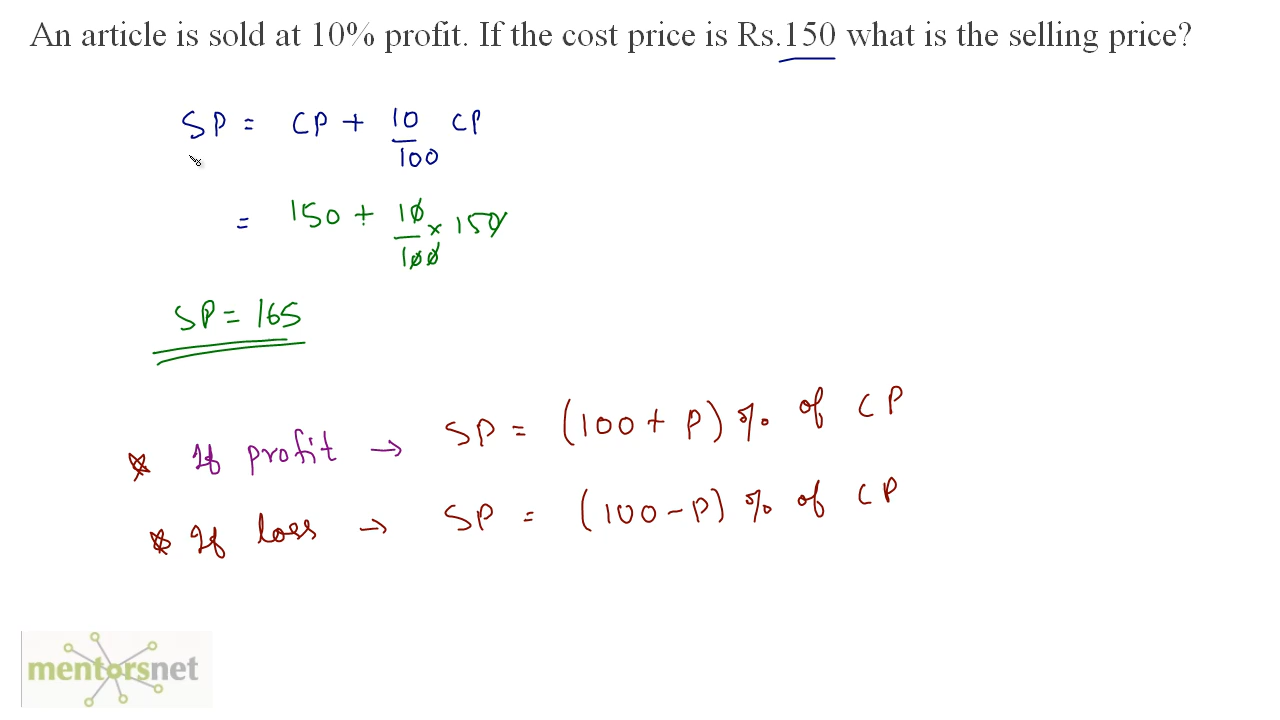 An article is sold at 10% profit. If the cost price is Rs.150 what is the selling price?
SP = CP + 10/100 CP
= 150 + 10/100 × 150
SP = 165
* If profit → SP = (100 + P) % of CP
* If loss → SP = (100 - P) % of CP
mentorsnet